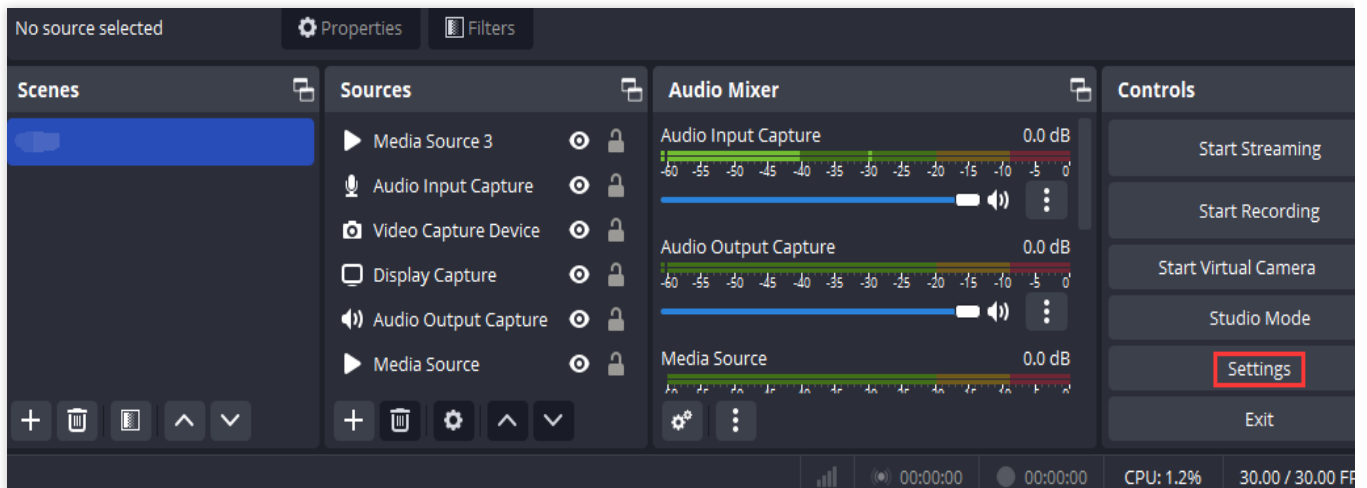 No source selected
Properties
Filters
Scenes
Sources
Media Source 3
Audio Input Capture
Video Capture Device
Display Capture
Audio Output Capture
Media Source
Audio Mixer
Audio Input Capture 0.0 dB
-60 -55 -50 -45 -40 -35 -30 -25 -20 -15 -10 -5 0
Audio Output Capture 0.0 dB
-60 -55 -50 -45 -40 -35 -30 -25 -20 -15 -10 -5 0
Media Source 0.0 dB
Controls
Start Streaming
Start Recording
Start Virtual Camera
Studio Mode
Settings
Exit
00:00:00
00:00:00
CPU: 1.2%
30.00 / 30.00 FP